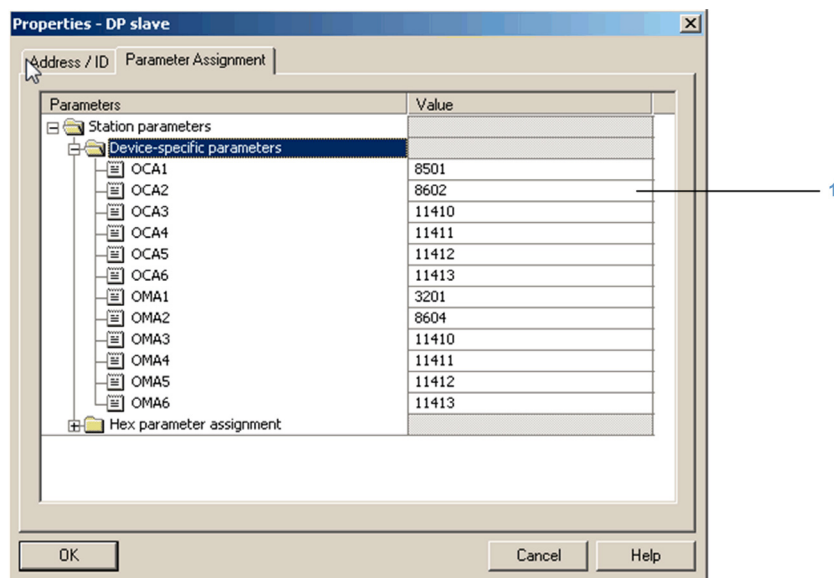 Properties - DP slave
Address / ID Parameter Assignment
Parameters Value
Station parameters
Device-specific parameters
OCA1 8501
OCA2 8602 1
OCA3 11410
OCA4 11411
OCA5 11412
OCA6 11413
OMA1 3201
OMA2 8604
OMA3 11410
OMA4 11411
OMA5 11412
OMA6 11413
Hex parameter assignment
OK Cancel Help